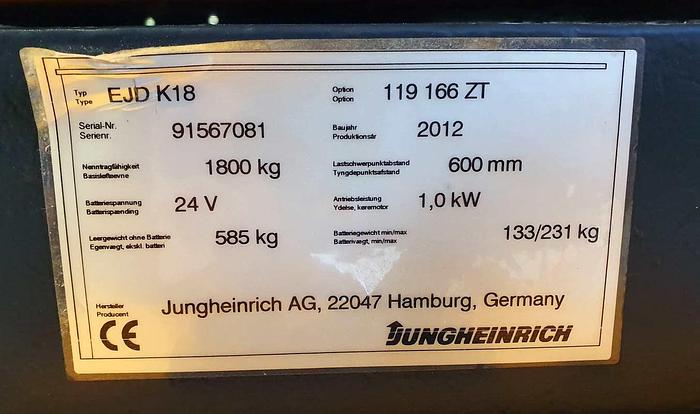 Typ EJD K18 Option 119 166 ZT
Type Option
Serial-Nr. 91567081 Baujahr 2012
Serienr. Produktionsár
Nenntragfähigkeit 1800 kg Lastschwerpunktabstand 600 mm
Basisløfteevne Tyngdepunktsafstand
Batteriespannung 24 V Antriebsleistung 1,0 kW
Batterispænding Ydelse, køremotor
Leergewicht ohne Batterie 585 kg Batteriegewicht min/max 133/231 kg
Egenvægt, ekskl. batteri Batterivægt, min/max
Hersteller Jungheinrich AG, 22047 Hamburg, Germany
Producent
CE JUNGHEINRICH